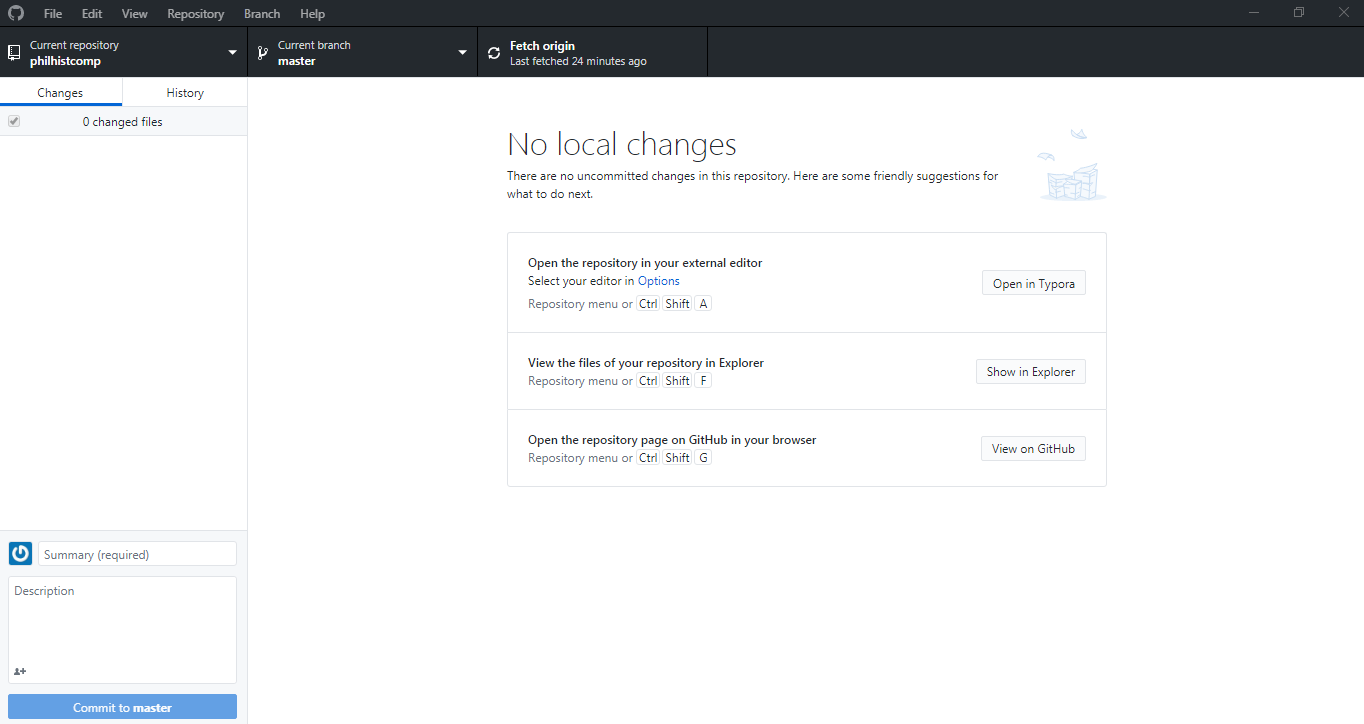 File Edit View Repository Branch Help
Current repository
philhistcomp
Current branch
master
Fetch origin
Last fetched 24 minutes ago
Changes History
0 changed files
No local changes
There are no uncommitted changes in this repository. Here are some friendly suggestions for
what to do next.
Open the repository in your external editor
Select your editor in Options
Repository menu or Ctrl Shift A
Open in Typora
View the files of your repository in Explorer
Repository menu or Ctrl Shift F
Show in Explorer
Open the repository page on GitHub in your browser
Repository menu or Ctrl Shift G
View on GitHub
Summary (required)
Description
Commit to master